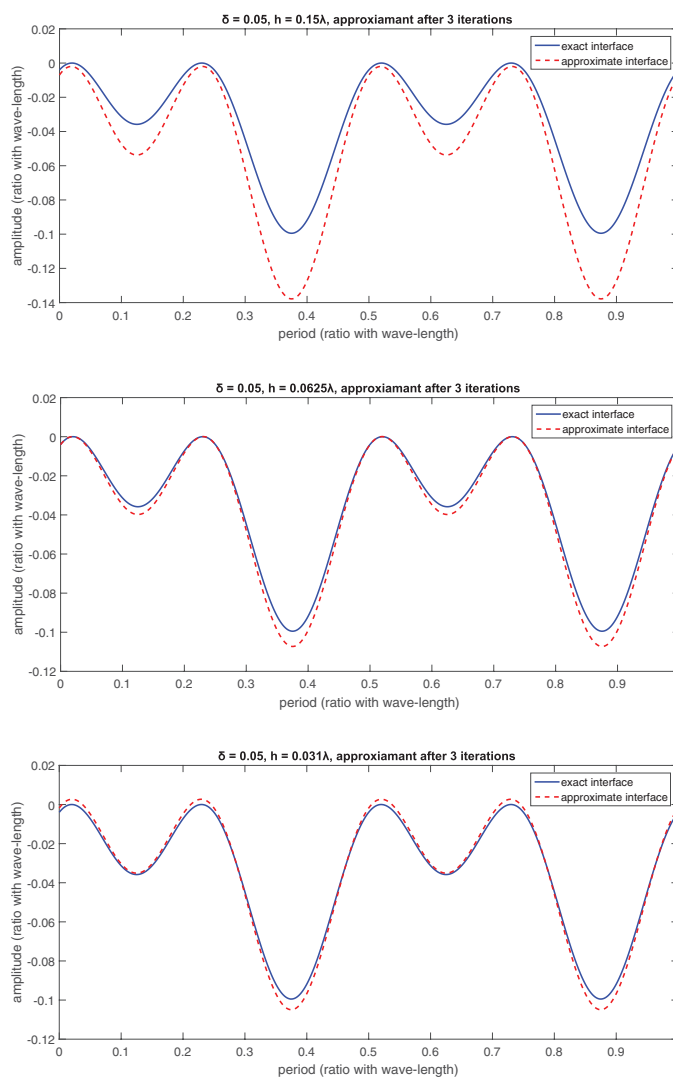 δ = 0.05, h = 0.15λ, approxiamant after 3 iterations
0.02
0
-0.02
-0.04
-0.06
-0.08
-0.1
-0.12
-0.14
amplitude (ratio with wave-length)
exact interface
approximate interface
0 0.1 0.2 0.3 0.4 0.5 0.6 0.7 0.8 0.9
period (ratio with wave-length)
δ = 0.05, h = 0.0625λ, approxiamant after 3 iterations
0.02
0
-0.02
-0.04
-0.06
-0.08
-0.1
-0.12
amplitude (ratio with wave-length)
exact interface
approximate interface
0 0.1 0.2 0.3 0.4 0.5 0.6 0.7 0.8 0.9
period (ratio with wave-length)
δ = 0.05, h = 0.031λ, approxiamant after 3 iterations
0.02
0
-0.02
-0.04
-0.06
-0.08
-0.1
-0.12
amplitude (ratio with wave-length)
exact interface
approximate interface
0 0.1 0.2 0.3 0.4 0.5 0.6 0.7 0.8 0.9
period (ratio with wave-length)